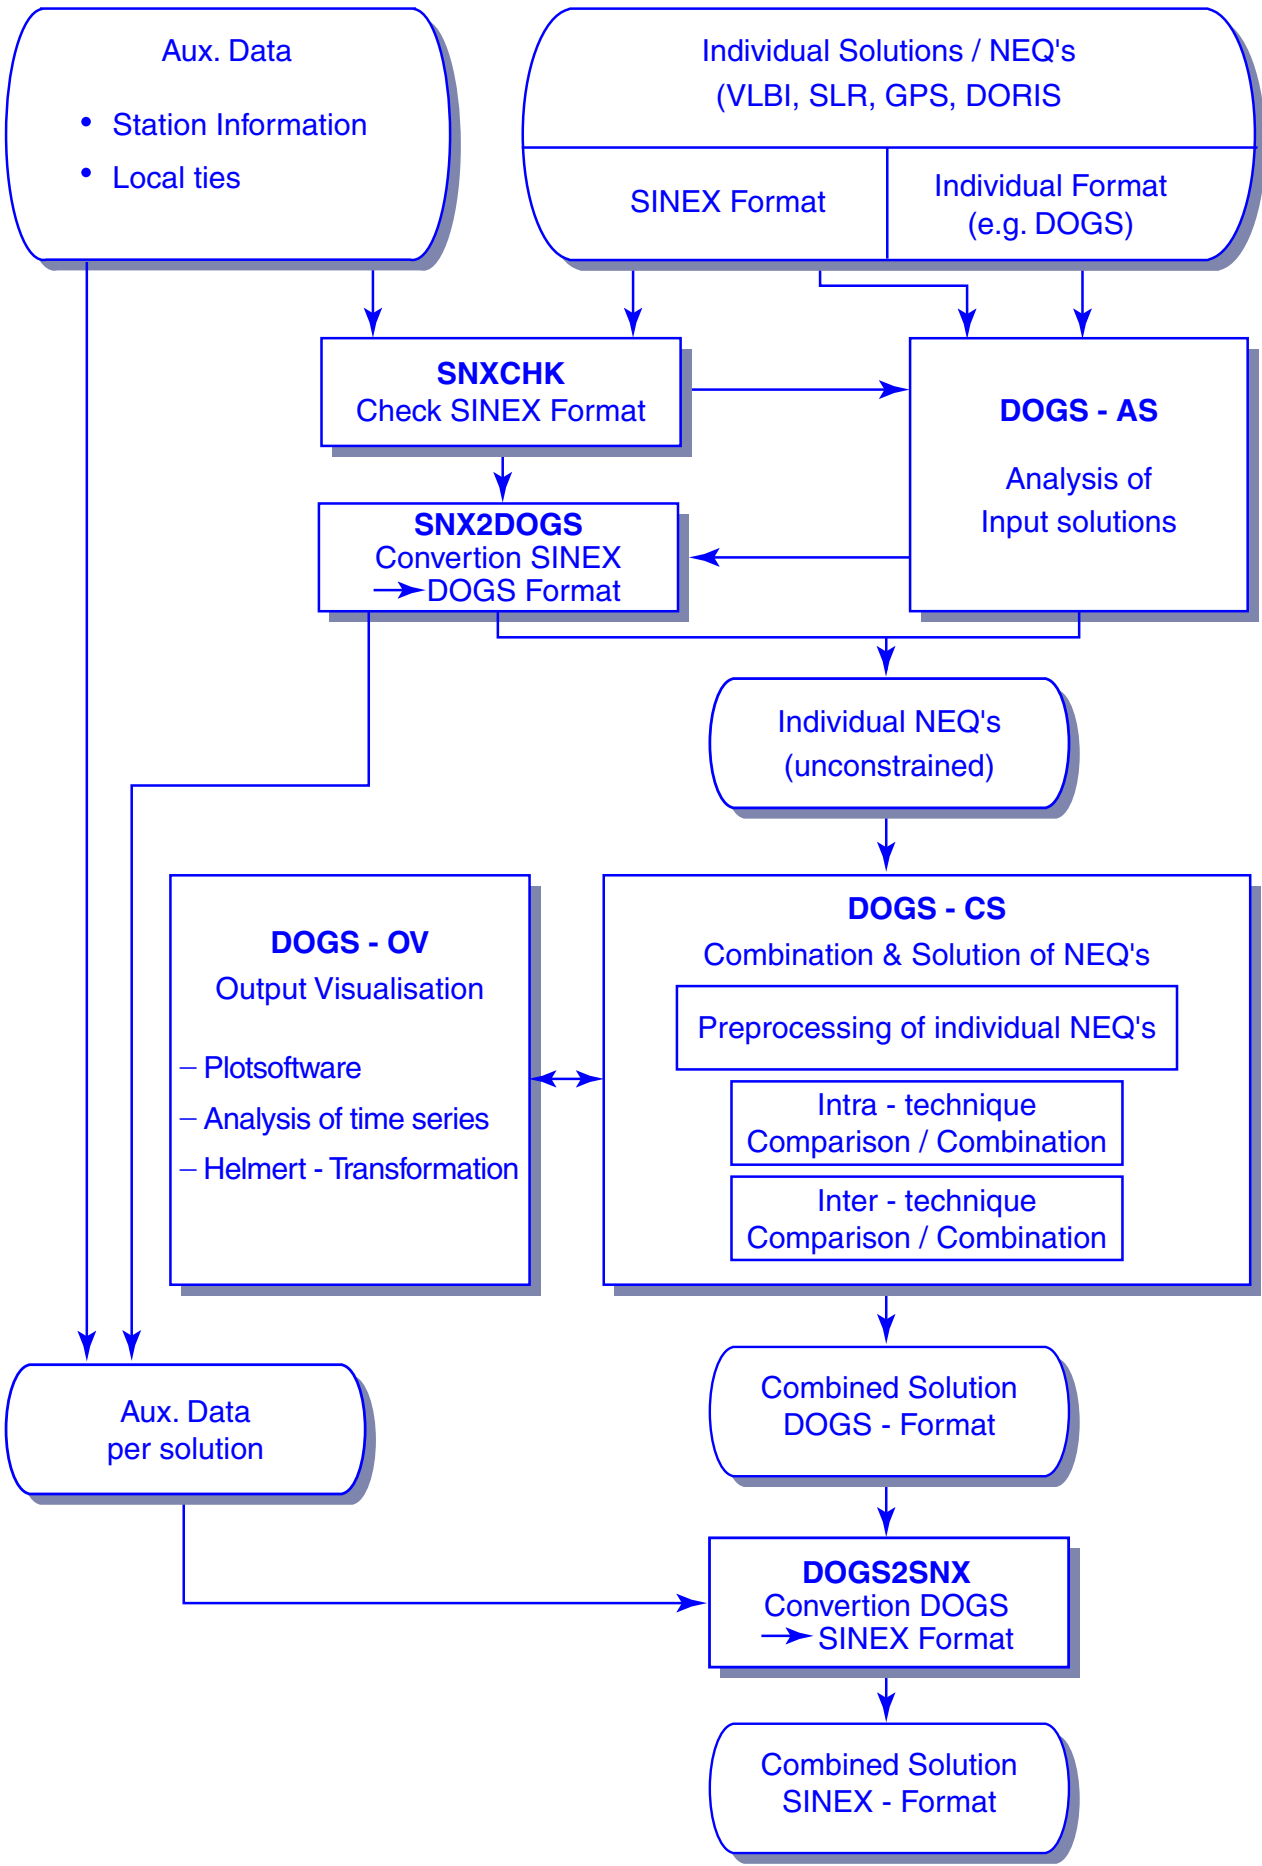 Aux. Data
• Station Information
• Local ties
Individual Solutions / NEQ's
(VLBI, SLR, GPS, DORIS
SINEX Format
Individual Format
(e.g. DOGS)
SNXCHK
Check SINEX Format
DOGS - AS
Analysis of
Input solutions
SNX2DOGS
Convertion SINEX
→ DOGS Format
Individual NEQ's
(unconstrained)
DOGS - OV
Output Visualisation
– Plotsoftware
– Analysis of time series
– Helmert - Transformation
DOGS - CS
Combination & Solution of NEQ's
Preprocessing of individual NEQ's
Intra - technique
Comparison / Combination
Inter - technique
Comparison / Combination
Aux. Data
per solution
Combined Solution
DOGS - Format
DOGS2SNX
Convertion DOGS
→ SINEX Format
Combined Solution
SINEX - Format